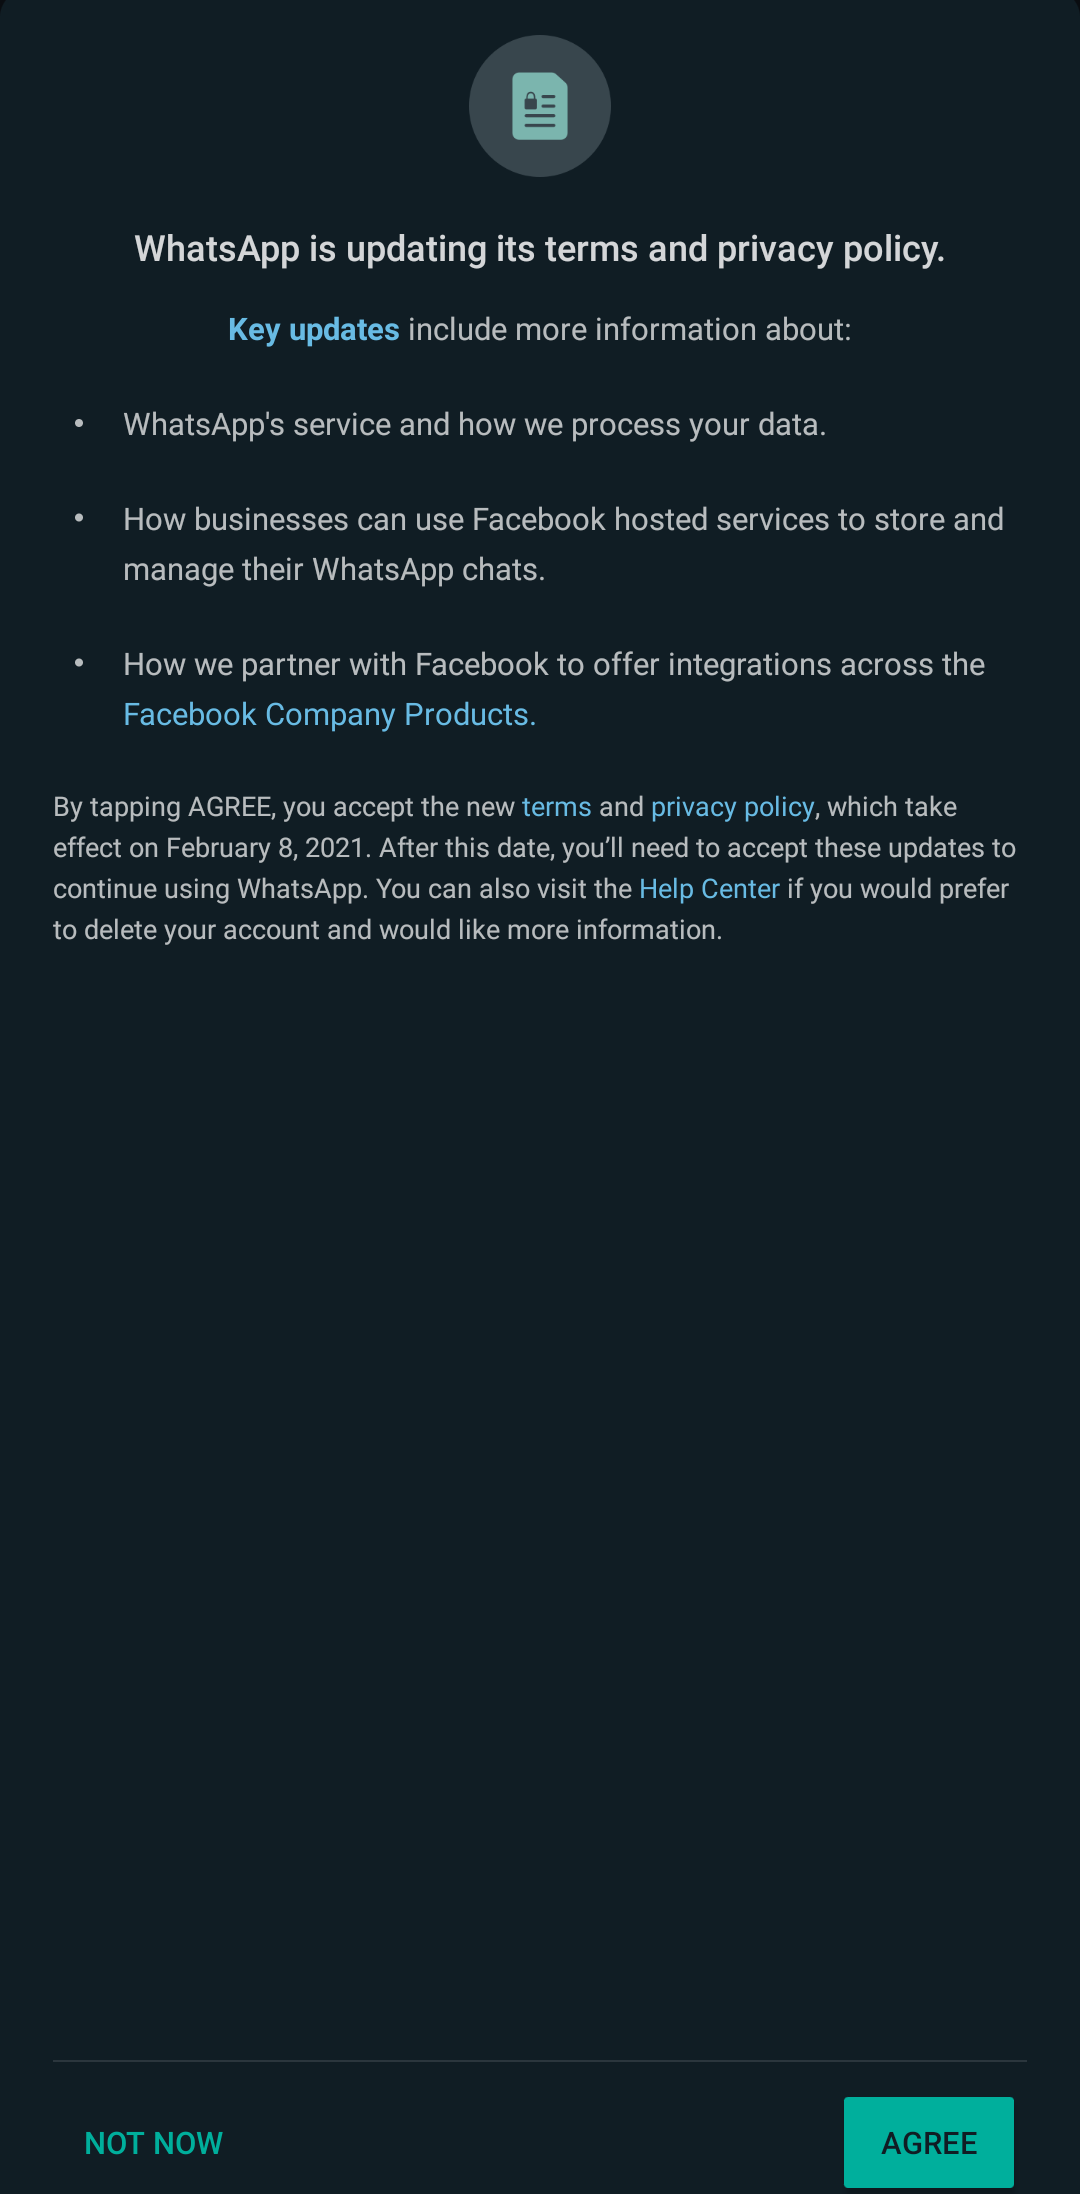 WhatsApp is updating its terms and privacy policy.
Key updates include more information about:
• WhatsApp's service and how we process your data.
• How businesses can use Facebook hosted services to store and
manage their WhatsApp chats.
• How we partner with Facebook to offer integrations across the
Facebook Company Products.
By tapping AGREE, you accept the new terms and privacy policy, which take
effect on February 8, 2021. After this date, you’ll need to accept these updates to
continue using WhatsApp. You can also visit the Help Center if you would prefer
to delete your account and would like more information.
NOT NOW
AGREE